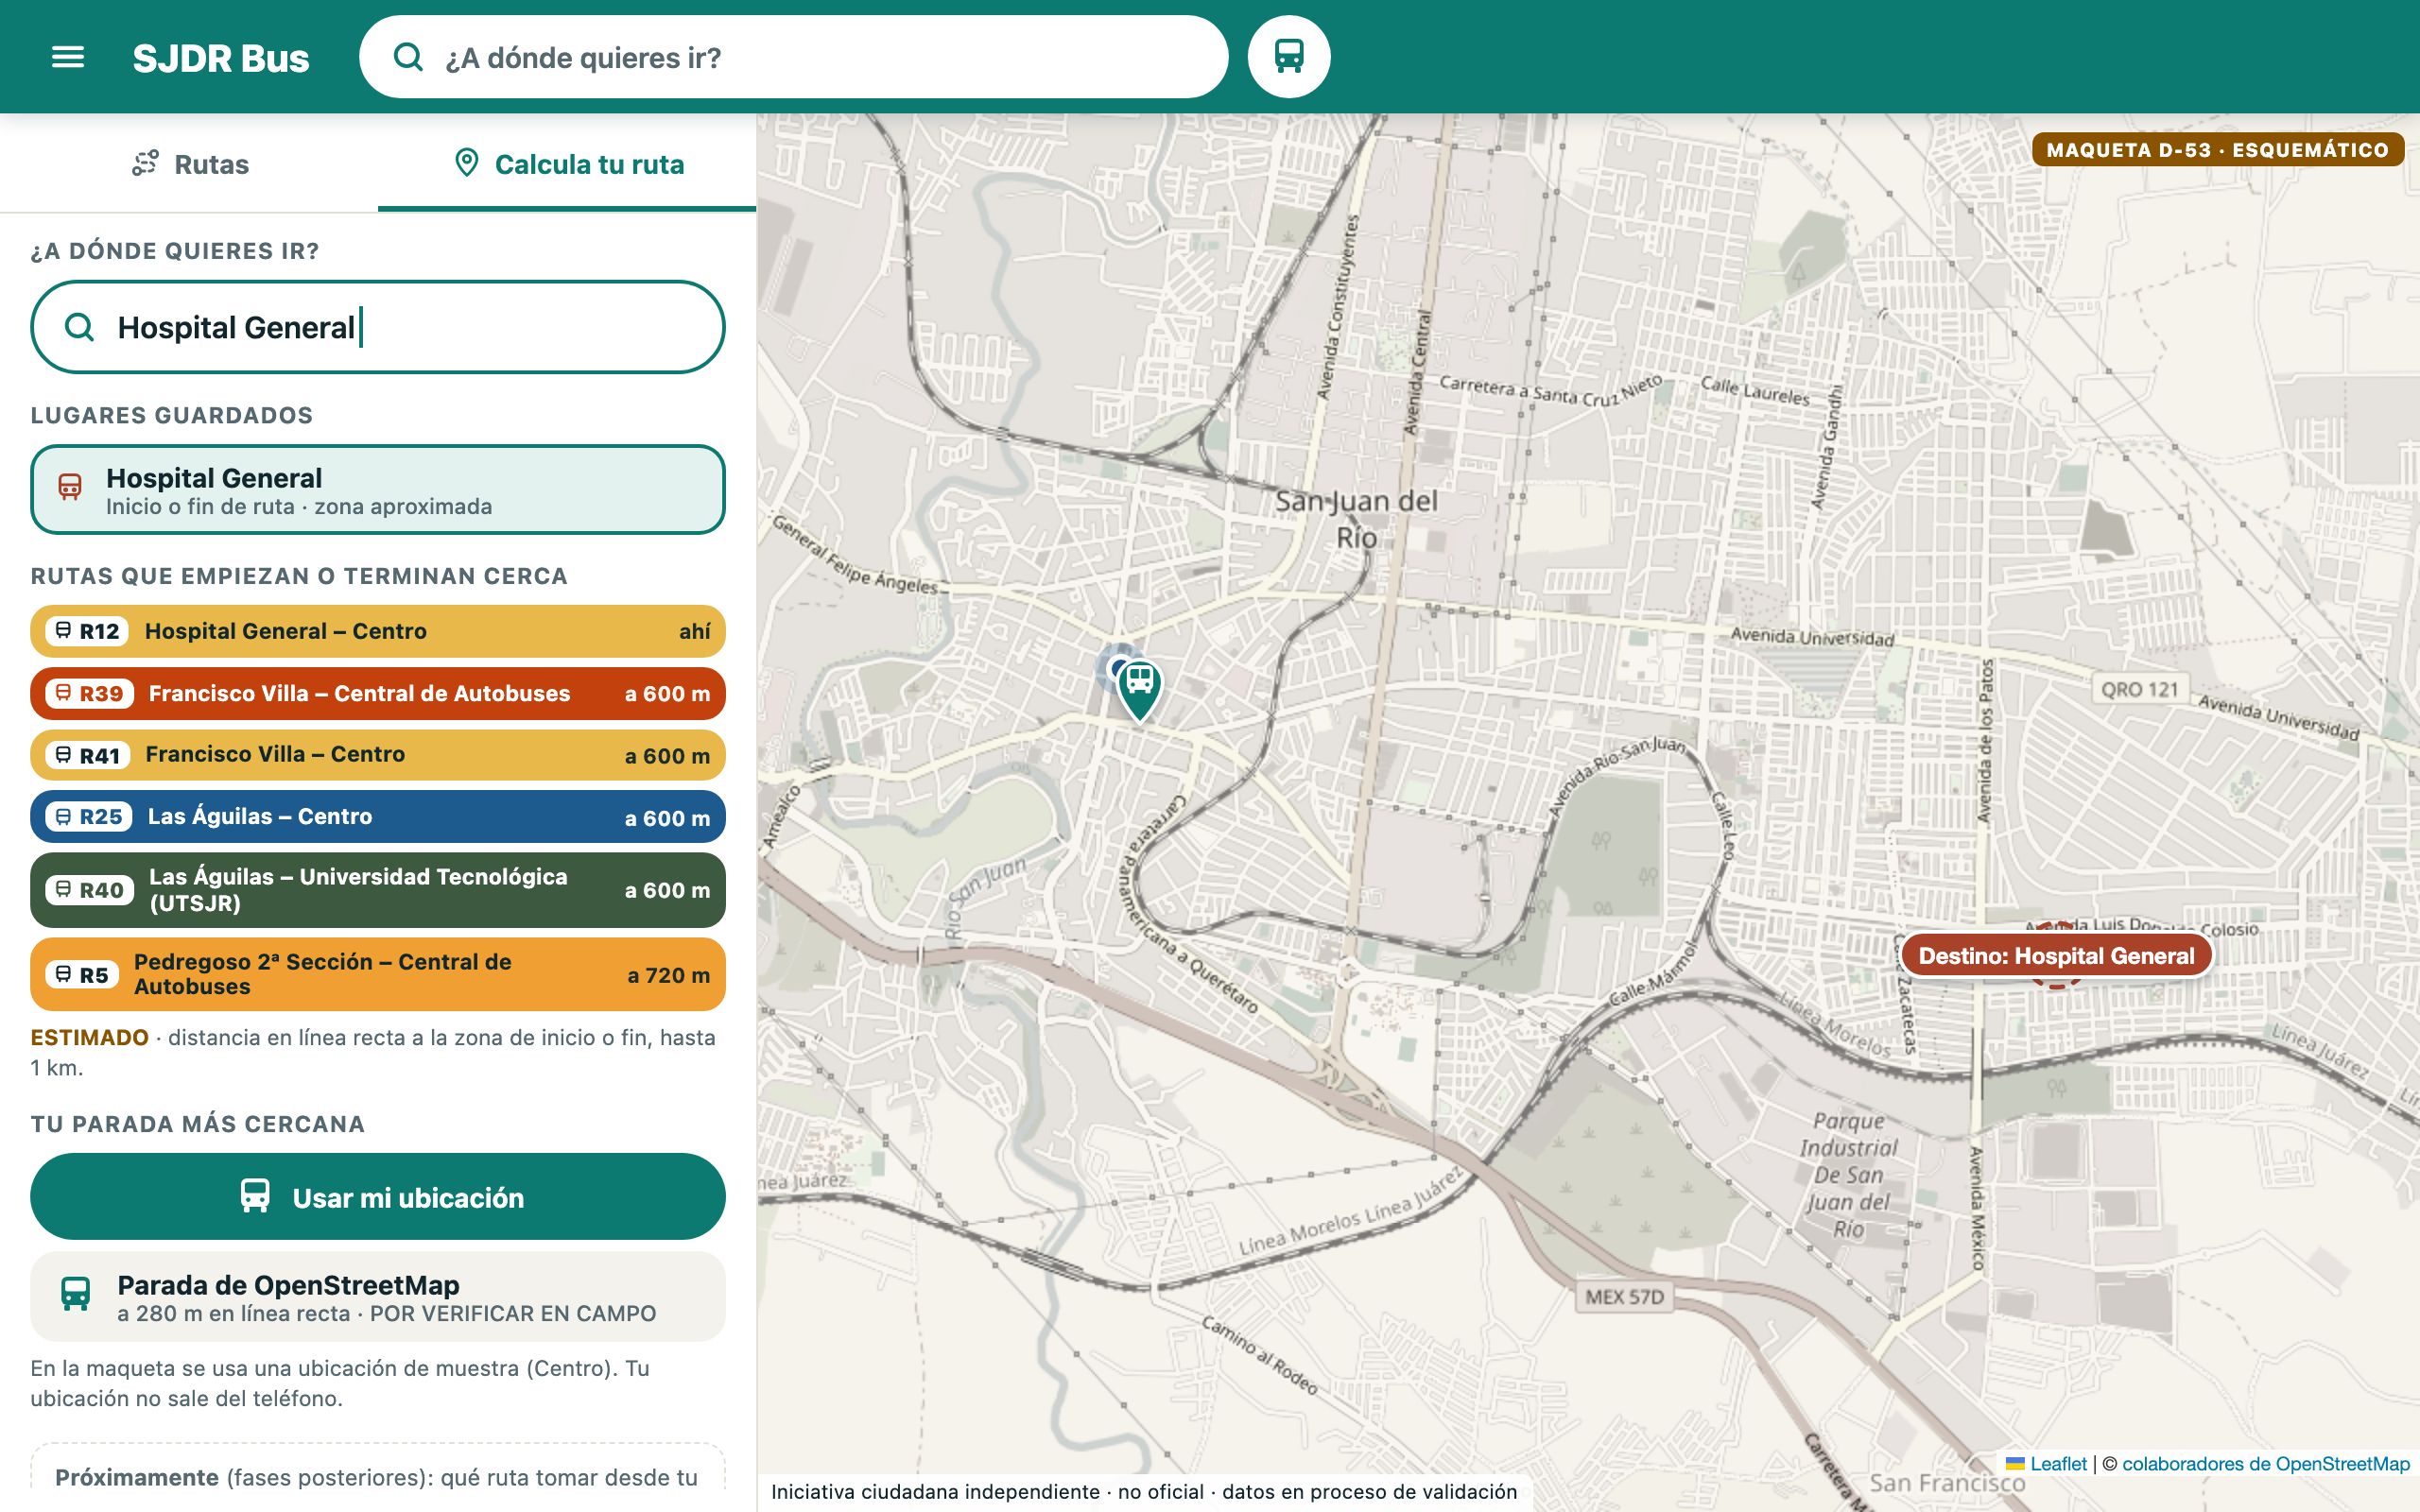 SJDR Bus
¿A dónde quieres ir?
Rutas
Calcula tu ruta
¿A DÓNDE QUIERES IR?
Hospital General
LUGARES GUARDADOS
Hospital General
Inicio o fin de ruta · zona aproximada
RUTAS QUE EMPIEZAN O TERMINAN CERCA
R12 Hospital General – Centro ahí
R39 Francisco Villa – Central de Autobuses a 600 m
R41 Francisco Villa – Centro a 600 m
R25 Las Águilas – Centro a 600 m
R40 Las Águilas – Universidad Tecnológica
(UTSJR) a 600 m
R5 Pedregoso 2ª Sección – Central de
Autobuses a 720 m
ESTIMADO · distancia en línea recta a la zona de inicio o fin, hasta
1 km.
TU PARADA MÁS CERCANA
Usar mi ubicación
Parada de OpenStreetMap
a 280 m en línea recta · POR VERIFICAR EN CAMPO
En la maqueta se usa una ubicación de muestra (Centro). Tu
ubicación no sale del teléfono.
Próximamente (fases posteriores): qué ruta tomar desde tu
MAQUETA D-53 · ESQUEMÁTICO
Avenida Constituyentes
Avenida Central
Carretera a Santa Cruz Nieto
Calle Laureles
Avenida Gandhi
San Juan del
Río
General Felipe Ángeles
Avenida Universidad
Avenida de los Patos
QRO 121
Avenida Universidad
Avenida Río San Juan
Calle Leo
Amealco
Río San Juan
Carretera Panamericana a Querétaro
Avenida Luis Donaldo Colosio
Destino: Hospital General
Zacatecas
Calle Mármol
Línea Morelos
Línea Juárez
Parque
Industrial
De San
Juan del
Río
Avenida México
nea Juárez
Línea Morelos Línea Juárez
MEX 57D
Camino al Rodeo
Carretera M
San Francisco
Leaflet | © colaboradores de OpenStreetMap
Iniciativa ciudadana independiente · no oficial · datos en proceso de validación